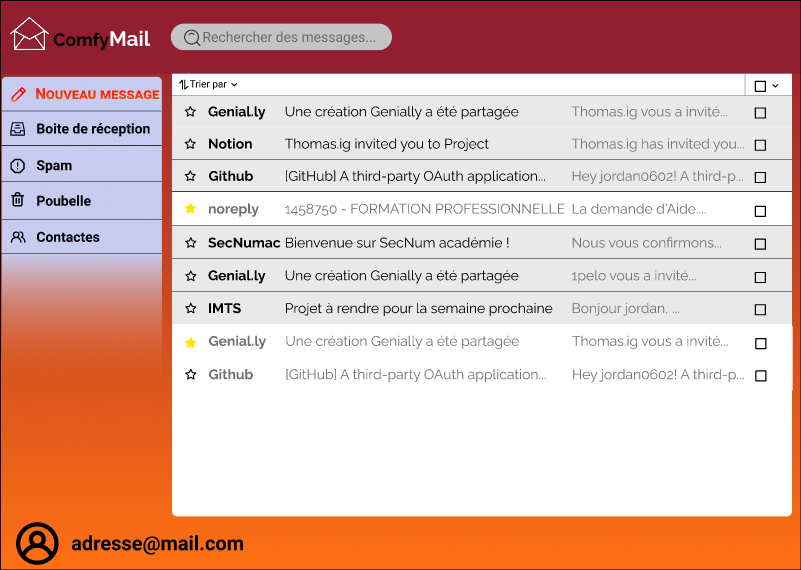 ComfyMail
Rechercher des messages...
Nouveau message
Boite de réception
Spam
Poubelle
Contactes
Trier par
Genial.ly Une création Genially a été partagée Thomas.ig vous a invité...
Notion Thomas.ig invited you to Project Thomas.ig has invited you...
Github [GitHub] A third-party OAuth application... Hey jordan0602! A third-p...
noreply 1458750 - FORMATION PROFESSIONNELLE La demande d'Aide....
SecNumac Bienvenue sur SecNum académie ! Nous vous confirmons...
Genial.ly Une création Genially a été partagée 1pelo vous a invité...
IMTS Projet à rendre pour la semaine prochaine Bonjour jordan, ...
Genial.ly Une création Genially a été partagée Thomas.ig vous a invité...
Github [GitHub] A third-party OAuth application... Hey jordan0602! A third-p...
adresse@mail.com